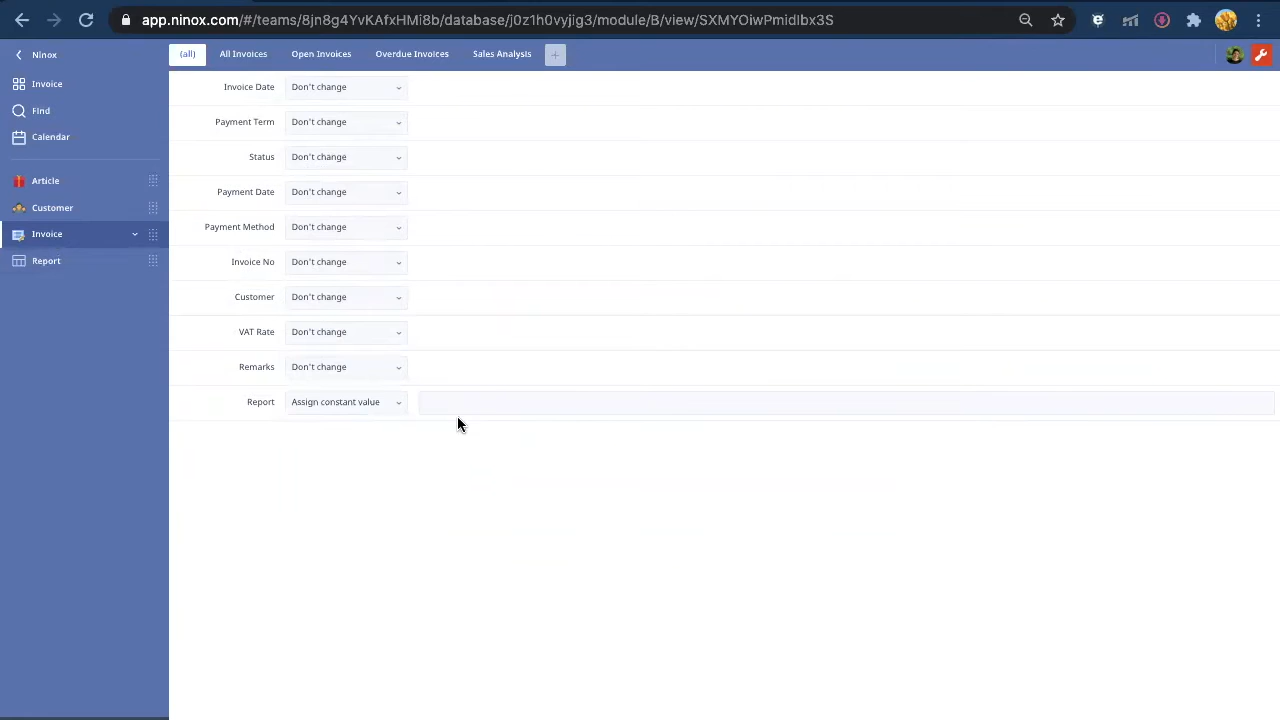 app.ninox.com/#/teams/8jn8g4YvKAfxHMi8b/database/j0z1h0vyjig3/module/B/view/SXMYOiwPmidIbx3S
Ninox
(all)
All Invoices
Open Invoices
Overdue Invoices
Sales Analysis
+
Invoice
Find
Calendar
Article
Customer
Invoice
Report
Invoice Date Don't change
Payment Term Don't change
Status Don't change
Payment Date Don't change
Payment Method Don't change
Invoice No Don't change
Customer Don't change
VAT Rate Don't change
Remarks Don't change
Report Assign constant value